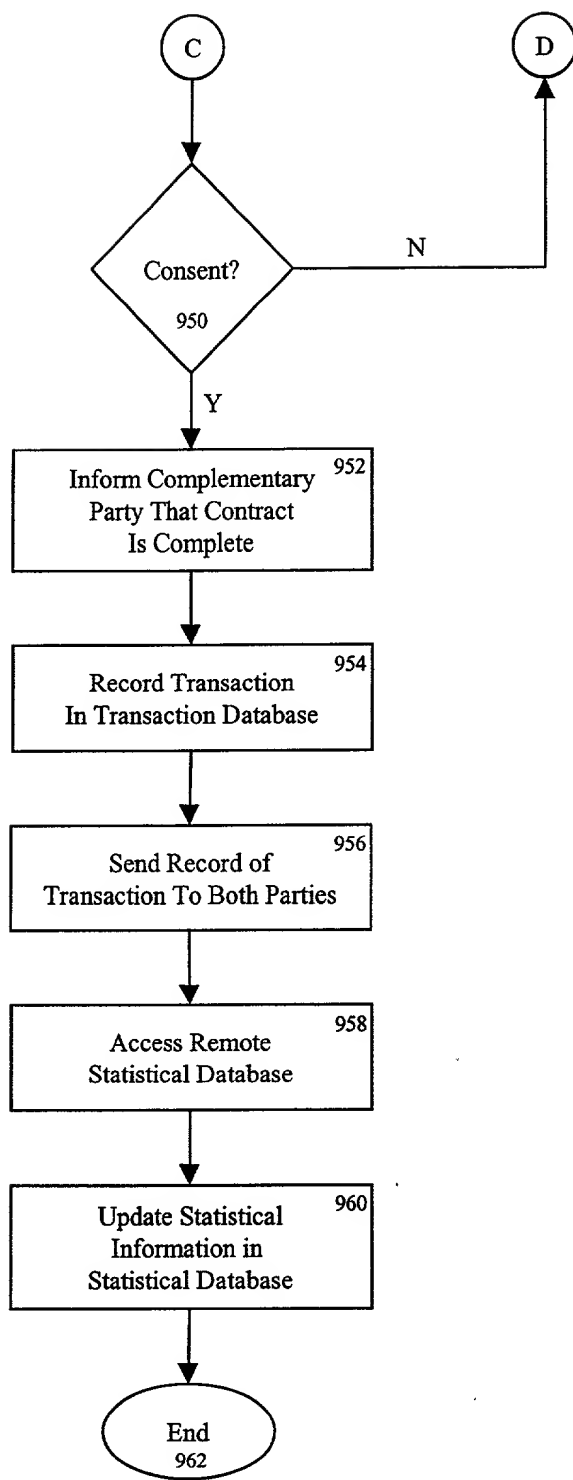 C
D
Consent?
950
N
Y
952
Inform Complementary
Party That Contract
Is Complete
954
Record Transaction
In Transaction Database
956
Send Record of
Transaction To Both Parties
958
Access Remote
Statistical Database
960
Update Statistical
Information in
Statistical Database
End
962